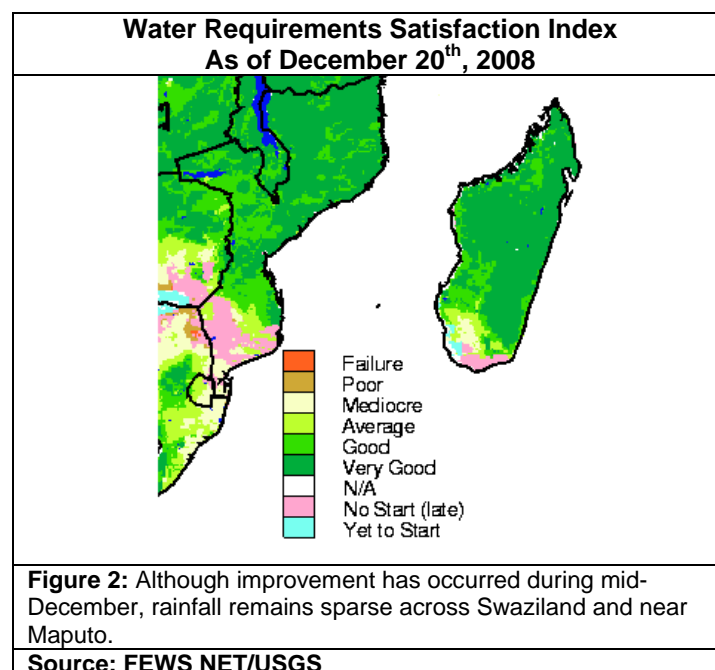 Water Requirements Satisfaction Index
As of December 20th, 2008
Failure
Poor
Mediocre
Average
Good
Very Good
N/A
No Start (late)
Yet to Start
Figure 2: Although improvement has occurred during mid-
December, rainfall remains sparse across Swaziland and near
Maputo.
Source: FEWS NET/USGS